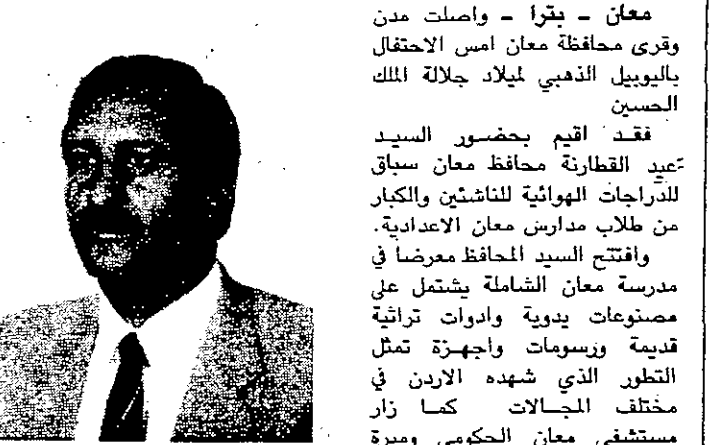 معان ـ بترا ـ واصلت مدن
وقرى محافظة معان امس الاحتفال
باليوبيل الذهبي لميلاد جلالة الملك
الحسين
فقد اقيم بحضور السيد
عيد القطارنة محافظ معان سباق
للدراجات الهوائية للناشئين والكبار
من طلاب مدارس معان الاعدادية.
وافتتح السيد المحافظ معرضا في
مدرسة معان الشاملة يشتمل على
مصنوعات يدوية وادوات تراثية
قديمة ورسومات واجهزة تمثل
التطور الذي شهده الاردن في
مختلف المجالات كما زار
مستشفى معان الحكومي ومبرة